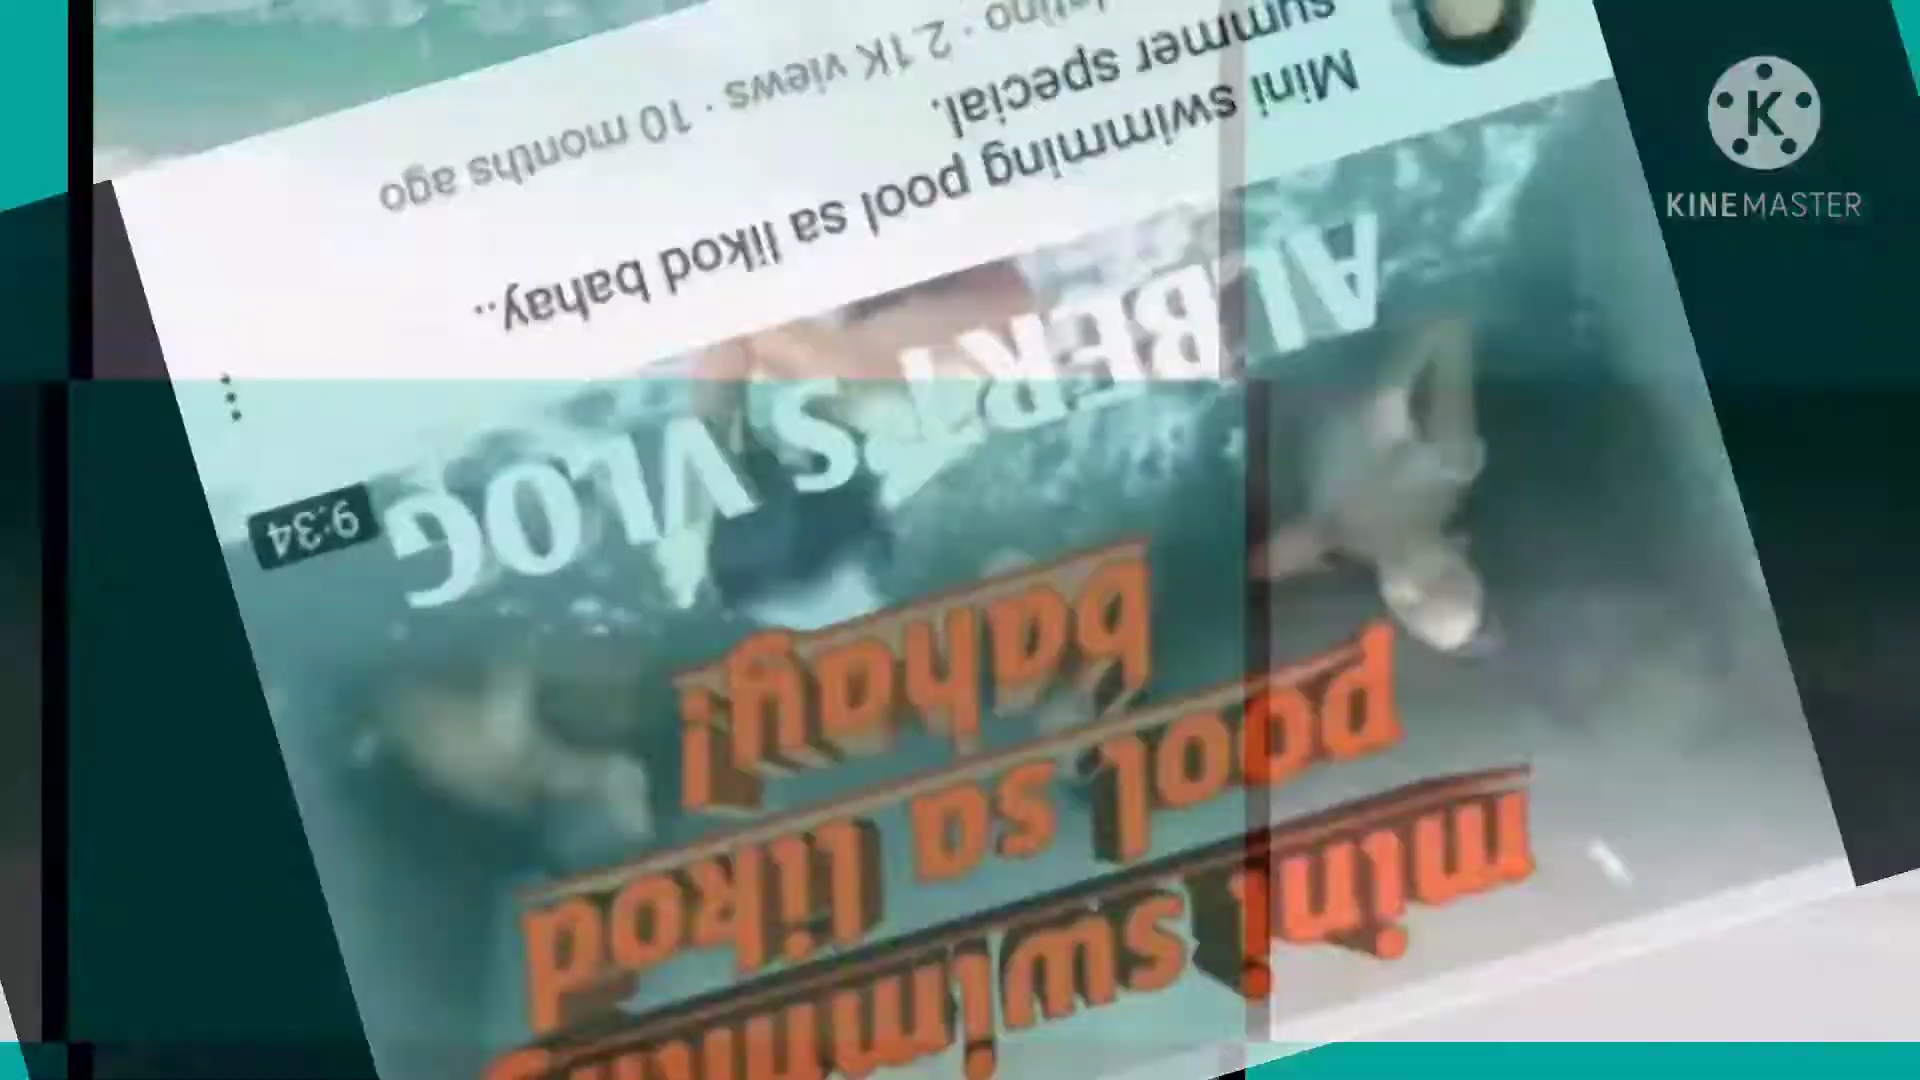 KINEMASTER
mini swimming
pool sa likod
bahay!
ALBERT'S VLOG
9:34
Mini swimming pool sa likod bahay..
summer special.
2.1K views · 10 months ago